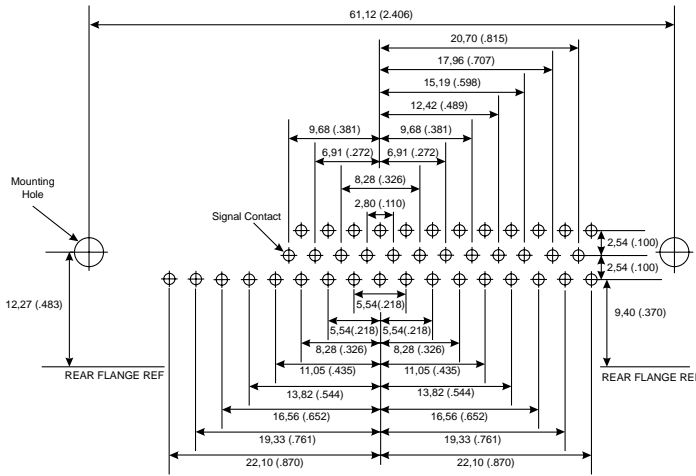 61,12 (2.406)
20,70 (.815)
17,96 (.707)
15,19 (.598)
12,42 (.489)
9,68 (.381) 9,68 (.381)
6,91 (.272) 6,91 (.272)
8,28 (.326)
2,80 (.110)
Mounting
Hole
Signal Contact
2,54 (.100)
2,54 (.100)
12,27 (.483)
5,54(.218)
9,40 (.370)
5,54(.218) 5,54(.218)
8,28 (.326) 8,28 (.326)
REAR FLANGE REF 11,05 (.435) 11,05 (.435) REAR FLANGE REF
13,82 (.544) 13,82 (.544)
16,56 (.652) 16,56 (.652)
19,33 (.761) 19,33 (.761)
22,10 (.870) 22,10 (.870)